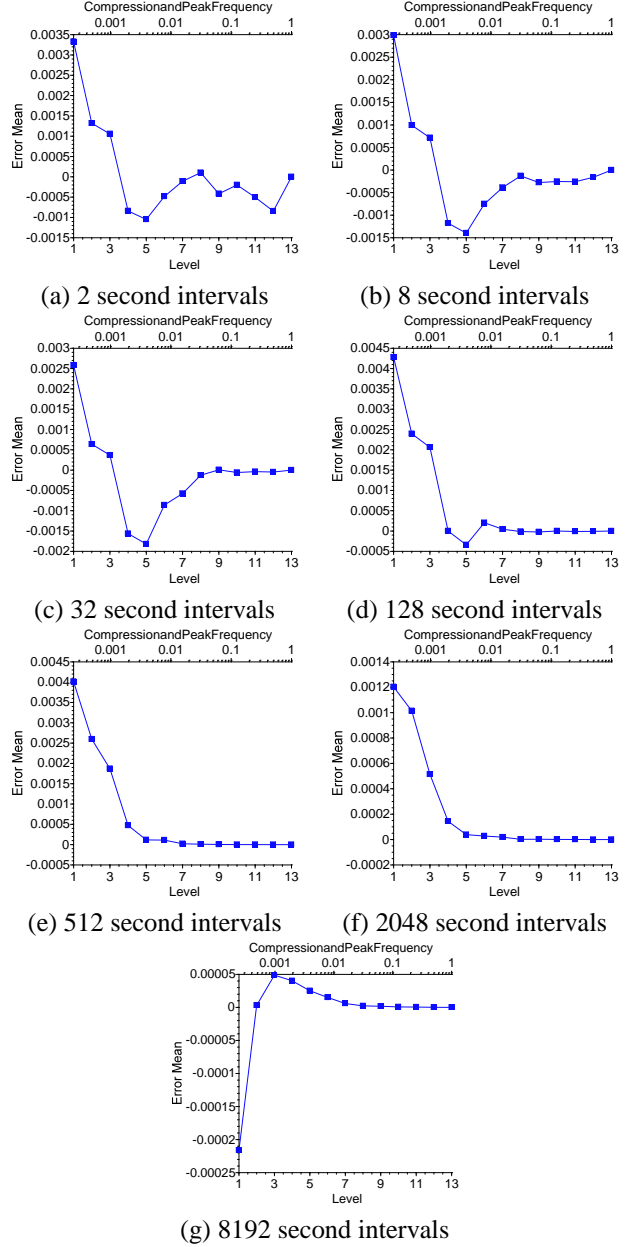 CompressionandPeakFrequency CompressionandPeakFrequency
0.001 0.01 0.1 1 0.001 0.01 0.1 1
0.0035 0.003
0.003 0.0025
0.0025 0.002
0.002 0.0015
0.0015 0.001
0.001 0.0005
0.0005 0
0 -0.0005
-0.0005 -0.001
-0.001 -0.0015
-0.0015
Error Mean Error Mean
1 3 5 7 9 11 13 1 3 5 7 9 11 13
Level Level
(a) 2 second intervals (b) 8 second intervals
CompressionandPeakFrequency CompressionandPeakFrequency
0.001 0.01 0.1 1 0.001 0.01 0.1 1
0.003 0.0045
0.0025 0.004
0.002 0.0035
0.0015 0.003
0.001 0.0025
0.0005 0.002
0 0.0015
-0.0005 0.001
-0.001 0.0005
-0.0015 0
-0.002 -0.0005
Error Mean Error Mean
1 3 5 7 9 11 13 1 3 5 7 9 11 13
Level Level
(c) 32 second intervals (d) 128 second intervals
CompressionandPeakFrequency CompressionandPeakFrequency
0.001 0.01 0.1 1 0.001 0.01 0.1 1
0.0045 0.0014
0.004 0.0012
0.0035 0.001
0.003 0.0008
0.0025 0.0006
0.002 0.0004
0.0015 0.0002
0.001 0
0.0005 -0.0002
0
-0.0005
Error Mean Error Mean
1 3 5 7 9 11 13 1 3 5 7 9 11 13
Level Level
(e) 512 second intervals (f) 2048 second intervals
CompressionandPeakFrequency
0.001 0.01 0.1 1
0.00005
0
-0.00005
-0.0001
-0.00015
-0.0002
-0.00025
Error Mean
1 3 5 7 9 11 13
Level
(g) 8192 second intervals